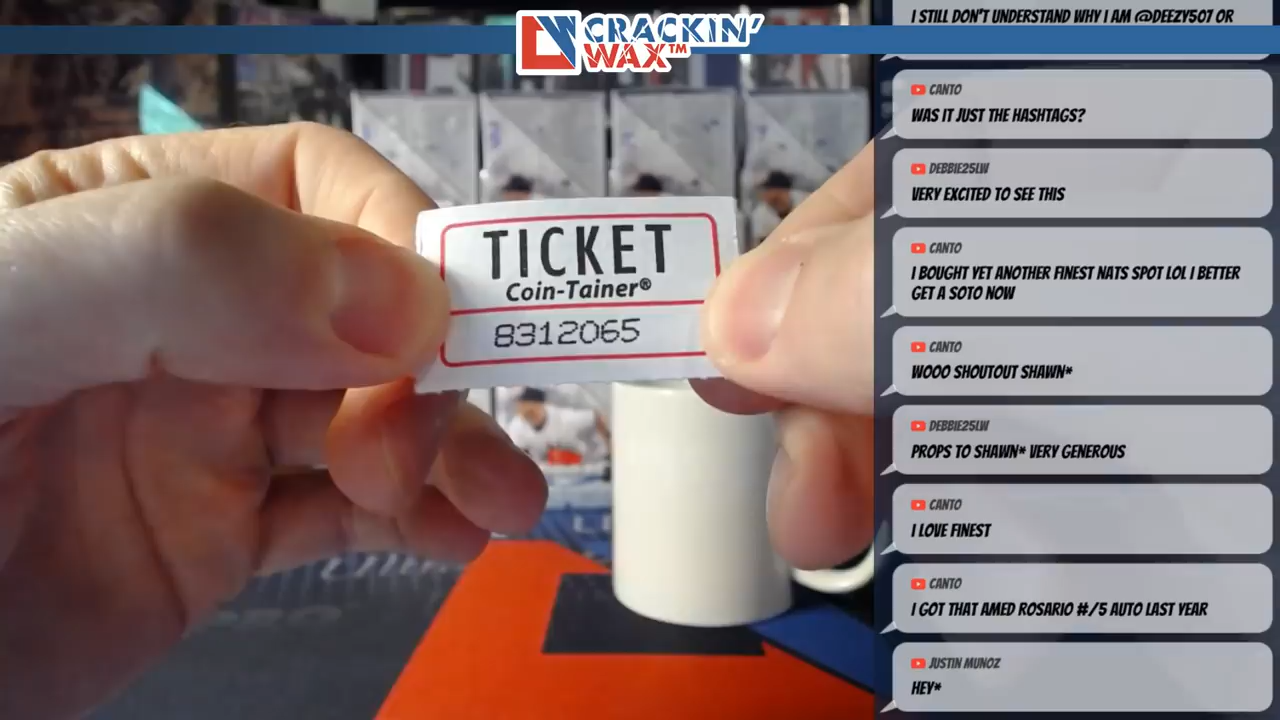 CRACKIN'
WAX™
TICKET
Coin-Tainer®
8312065
I STILL DON'T UNDERSTAND WHY I AM @DEEZY507 OR
CANTO
WAS IT JUST THE HASHTAGS?
DEBBIE25LW
VERY EXCITED TO SEE THIS
CANTO
I BOUGHT YET ANOTHER FINEST NATS SPOT LOL I BETTER
GET A SOTO NOW
CANTO
WOOO SHOUTOUT SHAWN*
DEBBIE25LW
PROPS TO SHAWN* VERY GENEROUS
CANTO
I LOVE FINEST
CANTO
I GOT THAT AMED ROSARIO #/5 AUTO LAST YEAR
JUSTIN MUNOZ
HEY*